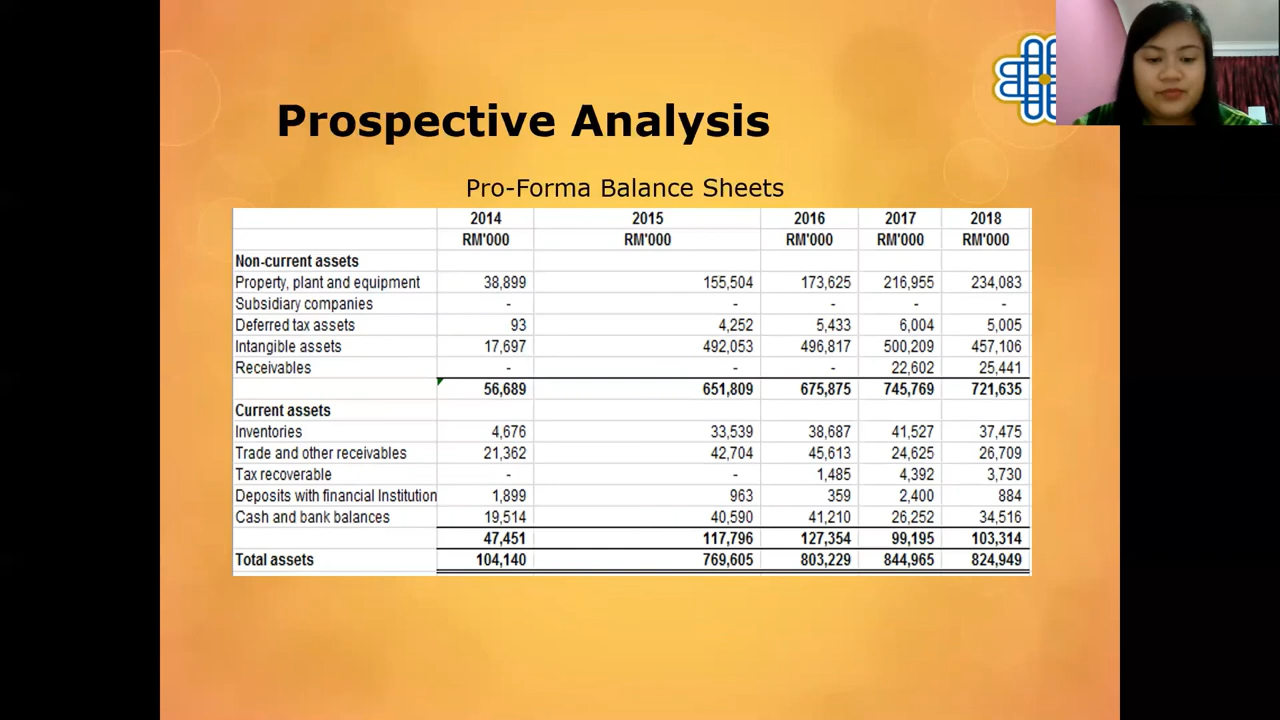 Prospective Analysis
Pro-Forma Balance Sheets
2014 2015 2016 2017 2018
RM'000 RM'000 RM'000 RM'000 RM'000
Non-current assets
Property, plant and equipment 38,899 155,504 173,625 216,955 234,083
Subsidiary companies - - - - -
Deferred tax assets 93 4,252 5,433 6,004 5,005
Intangible assets 17,697 492,053 496,817 500,209 457,106
Receivables - - - 22,602 25,441
56,689 651,809 675,875 745,769 721,635
Current assets
Inventories 4,676 33,539 38,687 41,527 37,475
Trade and other receivables 21,362 42,704 45,613 24,625 26,709
Tax recoverable - - 1,485 4,392 3,730
Deposits with financial Institution 1,899 963 359 2,400 884
Cash and bank balances 19,514 40,590 41,210 26,252 34,516
47,451 117,796 127,354 99,195 103,314
Total assets 104,140 769,605 803,229 844,965 824,949